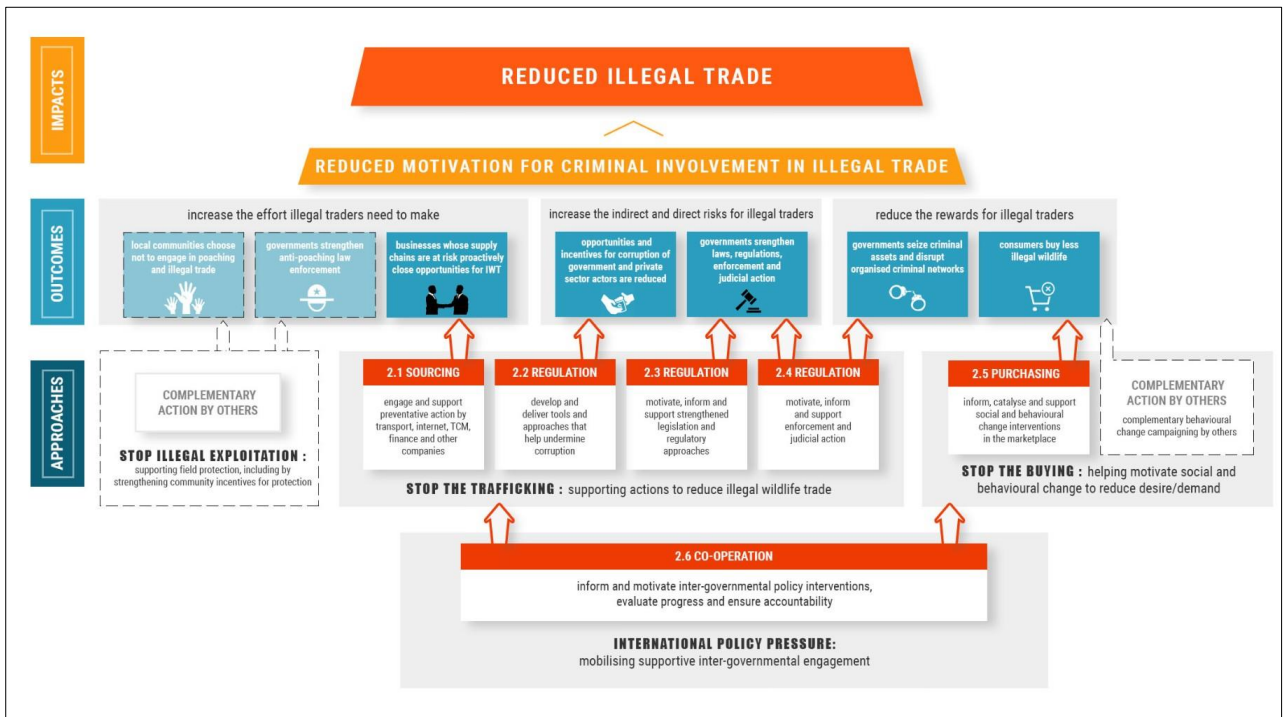 IMPACTS
REDUCED ILLEGAL TRADE
REDUCED MOTIVATION FOR CRIMINAL INVOLVEMENT IN ILLEGAL TRADE
OUTCOMES
increase the effort illegal traders need to make
local communities choose
not to engage in poaching
and illegal trade
governments strengthen
anti-poaching law
enforcement
businesses whose supply
chains are at risk proactively
close opportunities for IWT
increase the indirect and direct risks for illegal traders
opportunities and
incentives for corruption of
government and private
sector actors are reduced
governments srengthen
laws, regulations,
enforcement and
judicial action
reduce the rewards for illegal traders
governments seize criminal
assets and disrupt
organised criminal networks
consumers buy less
illegal wildlife
APPROACHES
COMPLEMENTARY
ACTION BY OTHERS
STOP ILLEGAL EXPLOITATION :
supporting field protection, including by
strengthening community incentives for protection
2.1 SOURCING
engage and support
preventative action by
transport, internet, TCM,
finance and other
companies
2.2 REGULATION
develop and
deliver tools and
approaches that
help undermine
corruption
2.3 REGULATION
motivate, inform and
support strengthened
legislation and
regulatory
approaches
2.4 REGULATION
motivate, inform
and support
enforcement and
judicial action
STOP THE TRAFFICKING : supporting actions to reduce illegal wildlife trade
2.5 PURCHASING
inform, catalyse and support
social and behavioural
change interventions
in the marketplace
COMPLEMENTARY
ACTION BY OTHERS
complementary behavioural
change campaigning by others
STOP THE BUYING : helping motivate social and
behavioural change to reduce desire/demand
2.6 CO-OPERATION
inform and motivate inter-governmental policy interventions,
evaluate progress and ensure accountability
INTERNATIONAL POLICY PRESSURE:
mobilising supportive inter-governmental engagement